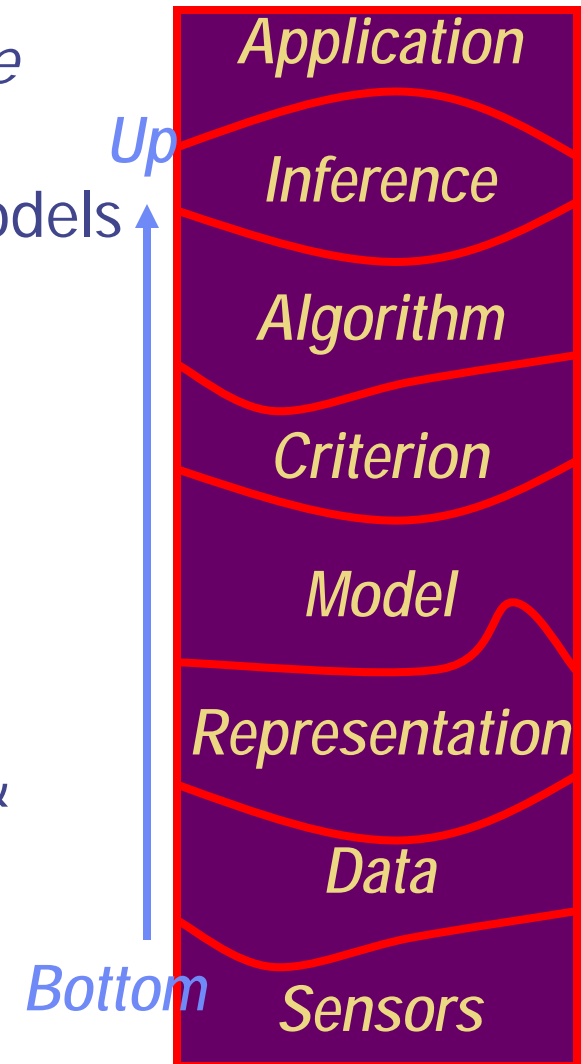 Application
Up
Inference
Algorithm
Criterion
Model
Representation
&
Data
Bottom
Sensors